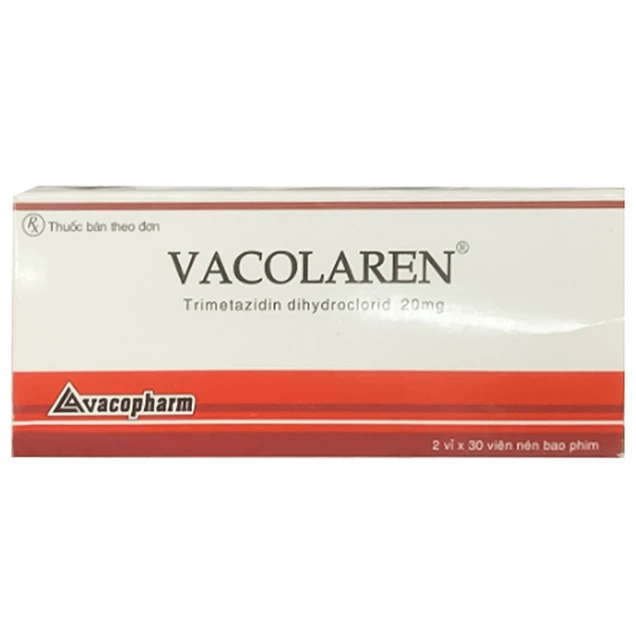 Rx Thuốc bán theo đơn
VACOLAREN®
Trimetazidin dihydroclorid 20mg
vacopharm
2 vỉ x 30 viên nén bao phim